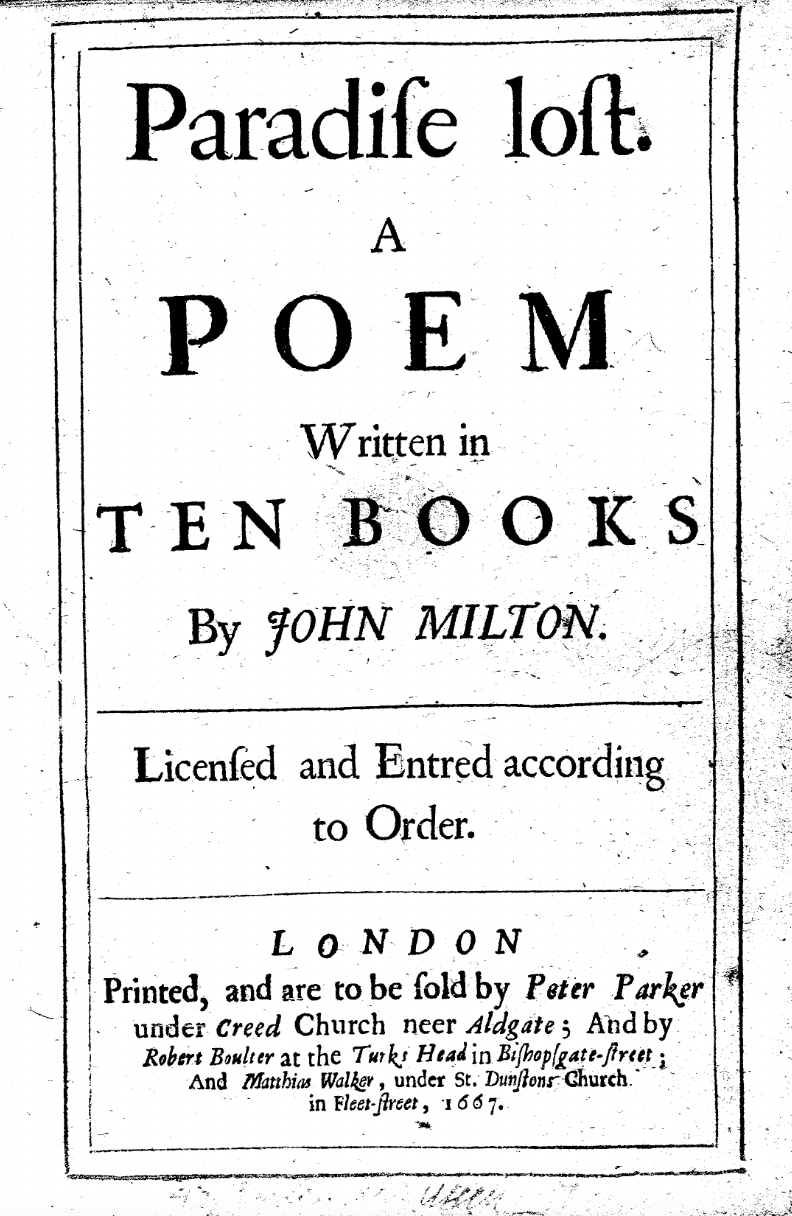 Paradiſe loſt.
A
POEM
Written in
TEN BOOKS
By JOHN MILTON.
Licenſed and Entred according
to Order.
LONDON
Printed, and are to be ſold by Peter Parker
under Creed Church neer Aldgate; And by
Robert Boulter at the Turks Head in Biſhopſgate-ſtreet;
And Matthias Walker, under St. Dunſtons Church
in Fleet-ſtreet, 1667.